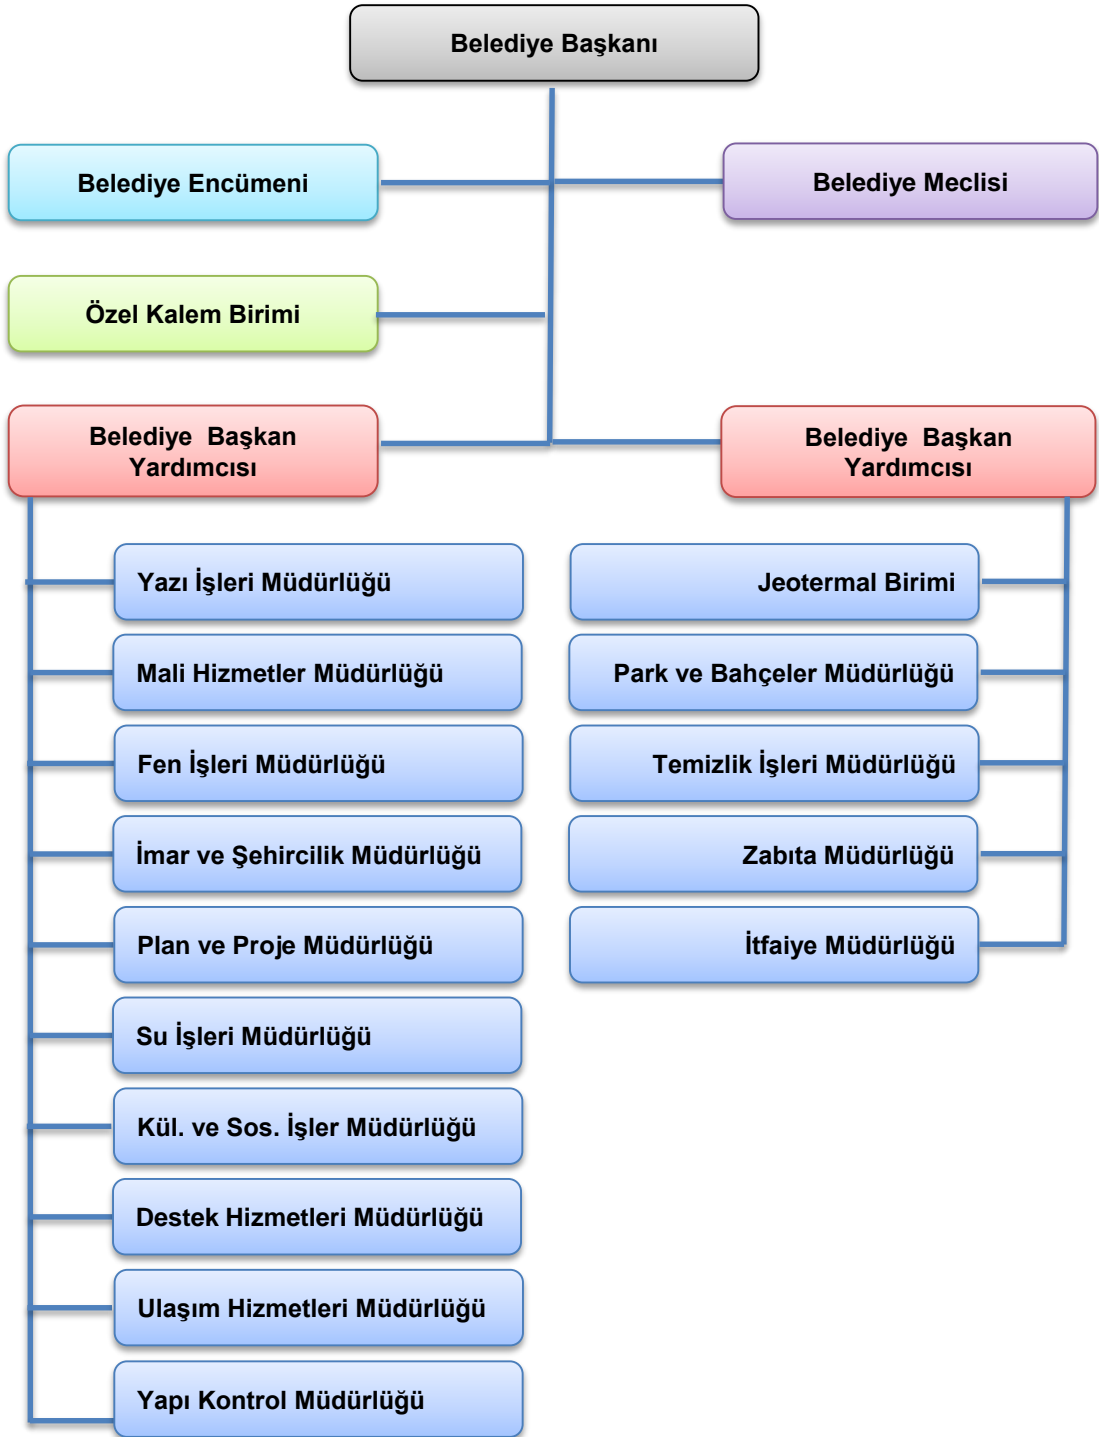 Belediye Başkanı
Belediye Encümeni
Belediye Meclisi
Özel Kalem Birimi
Belediye Başkan
Yardımcısı
Belediye Başkan
Yardımcısı
Yazı İşleri Müdürlüğü
Mali Hizmetler Müdürlüğü
Fen İşleri Müdürlüğü
İmar ve Şehircilik Müdürlüğü
Plan ve Proje Müdürlüğü
Su İşleri Müdürlüğü
Kül. ve Sos. İşler Müdürlüğü
Destek Hizmetleri Müdürlüğü
Ulaşım Hizmetleri Müdürlüğü
Yapı Kontrol Müdürlüğü
Jeotermal Birimi
Park ve Bahçeler Müdürlüğü
Temizlik İşleri Müdürlüğü
Zabıta Müdürlüğü
İtfaiye Müdürlüğü